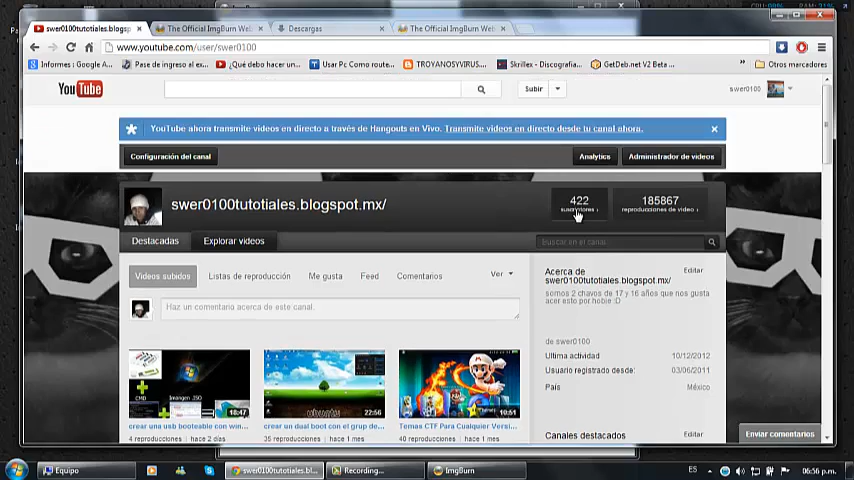 swer0100tutotiales.blogsp
The Official ImgBurn Web
Descargas
The Official ImgBurn Web
www.youtube.com/user/swer0100
Informes : Google A...
Pase de ingreso al ex...
¿Qué debo hacer un...
Usar Pc Como route...
TROYANOSYVIRUS...
Skrillex - Discografia...
GetDeb.net V2 Beta ...
»
Otros marcadores
YouTube
Subir
swer0100
YouTube ahora transmite videos en directo a través de Hangouts en Vivo. Transmite videos en directo desde tu canal ahora.
Configuración del canal
Analytics
Administrador de videos
swer0100tutotiales.blogspot.mx/
422
suscriptores ›
185867
reproducciones de video ›
Destacadas
Explorar videos
Buscar en el canal
Videos subidos
Listas de reproducción
Me gusta
Feed
Comentarios
Ver
Haz un comentario acerca de este canal.
Acerca de
swer0100tutotiales.blogspot.mx/
Editar
somos 2 chavos de 17 y 16 años que nos gusta
acer esto por hobie :D
de swer0100
Ultima actividad 10/12/2012
Usuario registrado desde: 03/06/2011
País México
CMD
18:47
22:56
10:51
crear una usb booteable con win...
crear un dual boot con el grup de...
Temas CTF Para Cualquier Versi...
4 reproducciones hace 2 días
35 reproducciones hace 1 mes
40 reproducciones hace 1 mes
Canales destacados
Editar
Enviar comentarios
Equipo
swer0100tutotiales.bl...
Recording...
ImgBurn
ES
06:56 p.m.